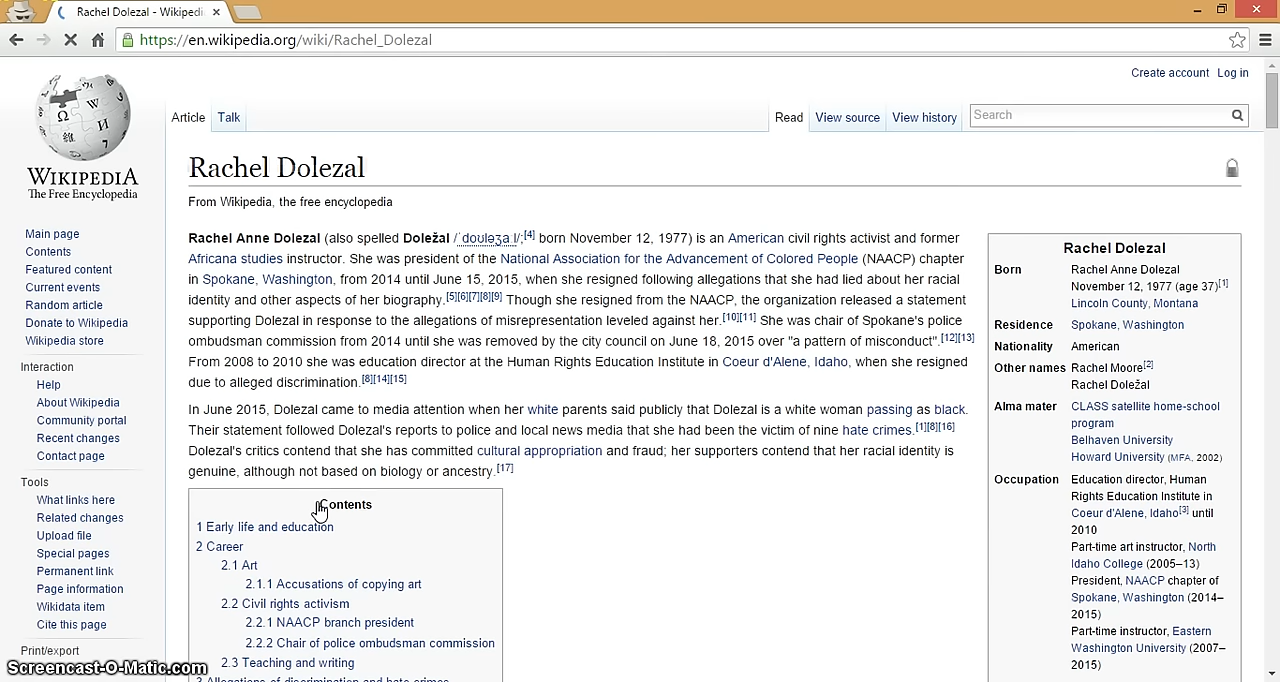 Rachel Dolezal - Wikipedi
https://en.wikipedia.org/wiki/Rachel_Dolezal
Create account Log in
Article Talk Read View source View history Search
WIKIPEDIA
The Free Encyclopedia
Main page
Contents
Featured content
Current events
Random article
Donate to Wikipedia
Wikipedia store
Interaction
Help
About Wikipedia
Community portal
Recent changes
Contact page
Tools
What links here
Related changes
Upload file
Special pages
Permanent link
Page information
Wikidata item
Cite this page
Print/export
Rachel Dolezal
From Wikipedia, the free encyclopedia
Rachel Anne Dolezal (also spelled Doležal /ˈdoʊləʒa l/;[4] born November 12, 1977) is an American civil rights activist and former
Africana studies instructor. She was president of the National Association for the Advancement of Colored People (NAACP) chapter
in Spokane, Washington, from 2014 until June 15, 2015, when she resigned following allegations that she had lied about her racial
identity and other aspects of her biography.[5][6][7][8][9] Though she resigned from the NAACP, the organization released a statement
supporting Dolezal in response to the allegations of misrepresentation leveled against her.[10][11] She was chair of Spokane's police
ombudsman commission from 2014 until she was removed by the city council on June 18, 2015 over "a pattern of misconduct".[12][13]
From 2008 to 2010 she was education director at the Human Rights Education Institute in Coeur d'Alene, Idaho, when she resigned
due to alleged discrimination.[8][14][15]
In June 2015, Dolezal came to media attention when her white parents said publicly that Dolezal is a white woman passing as black.
Their statement followed Dolezal's reports to police and local news media that she had been the victim of nine hate crimes.[1][8][16]
Dolezal's critics contend that she has committed cultural appropriation and fraud; her supporters contend that her racial identity is
genuine, although not based on biology or ancestry.[17]
Contents
1 Early life and education
2 Career
2.1 Art
2.1.1 Accusations of copying art
2.2 Civil rights activism
2.2.1 NAACP branch president
2.2.2 Chair of police ombudsman commission
2.3 Teaching and writing
3 Allegations of discrimination and hate crimes
Rachel Dolezal
Born Rachel Anne Dolezal
November 12, 1977 (age 37)[1]
Lincoln County, Montana
Residence Spokane, Washington
Nationality American
Other names Rachel Moore[2]
Rachel Doležal
Alma mater CLASS satellite home-school
program
Belhaven University
Howard University (MFA, 2002)
Occupation Education director, Human
Rights Education Institute in
Coeur d'Alene, Idaho[3] until
2010
Part-time art instructor, North
Idaho College (2005–13)
President, NAACP chapter of
Spokane, Washington (2014–
2015)
Part-time instructor, Eastern
Washington University (2007–
2015)
Screencast-O-Matic.com